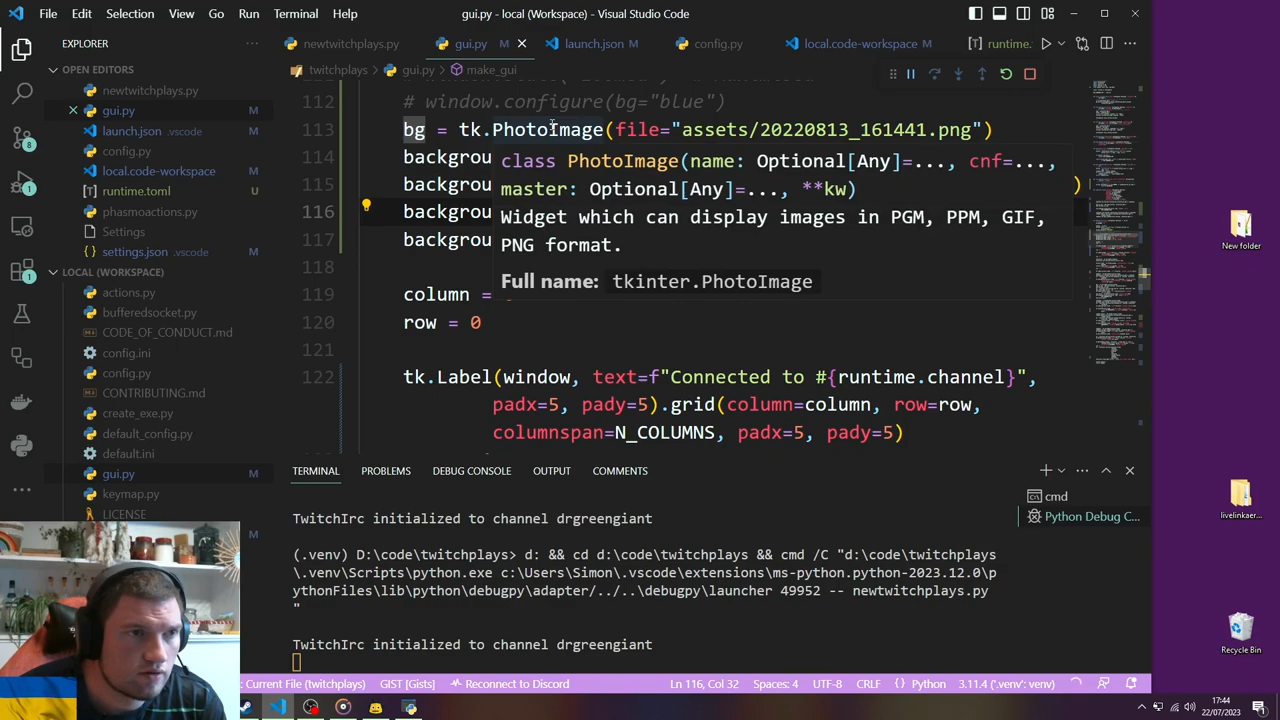 File Edit Selection View Go Run Terminal Help
gui.py - local (Workspace) - Visual Studio Code
EXPLORER
OPEN EDITORS
newtwitchplays.py
gui.py M
launch.json .vscode M
config.py M
local.code-workspace M
runtime.toml U
phasmoactions.py
Settings
settings.json .vscode
LOCAL (WORKSPACE)
actions.py
bufferedsocket.py
CODE_OF_CONDUCT.md
config.ini
config.py M
CONTRIBUTING.md
create_exe.py
default_config.py
default.ini
gui.py M
keymap.py
LICENSE
M
newtwitchplays.py gui.py M launch.json M config.py M local.code-workspace M runtime.
twitchplays > gui.py > make_gui
# window.configure(bg="blue")
bg = tk.PhotoImage(file="assets/
_161441.png")
backgrou
backgrou
backgrou
backgrou
class PhotoImage(name: Optional[Any]=..., cnf=...,
master: Optional[Any]=..., **kw)
Widget which can display images in PGM, PPM, GIF,
PNG format.
Full name: tkinter.PhotoImage
column =
row = 0
122 tk.Label(window, text=f"Connected to #{runtime.channel}",
padx=5, pady=5).grid(column=column, row=row,
columnspan=N_COLUMNS, padx=5, pady=5)
TERMINAL PROBLEMS DEBUG CONSOLE OUTPUT COMMENTS
TwitchIrc initialized to channel drgreengiant
(.venv) D:\code\twitchplays> d: && cd d:\code\twitchplays && cmd /C "d:\code\twitchplays
\.venv\Scripts\python.exe c:\Users\Simon\.vscode\extensions\ms-python.python-2023.12.0\p
ythonFiles\lib\python\debugpy\adapter/../..\debugpy\launcher 49952 -- newtwitchplays.py
"
TwitchIrc initialized to channel drgreengiant
cmd
Python Debug C...
New folder
livelinkaer...
Recycle Bin
: Current File (twitchplays) GIST [Gists] Reconnect to Discord Ln 116, Col 32 Spaces: 4 UTF-8 CRLF Python 3.11.4 ('.venv': venv)
17:44
22/07/2023